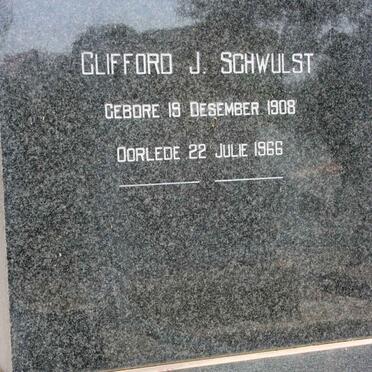 CLIFFORD J. SCHWULST
GEBORE 19 DESEMBER 1908
OORLEDE 22 JULIE 1966